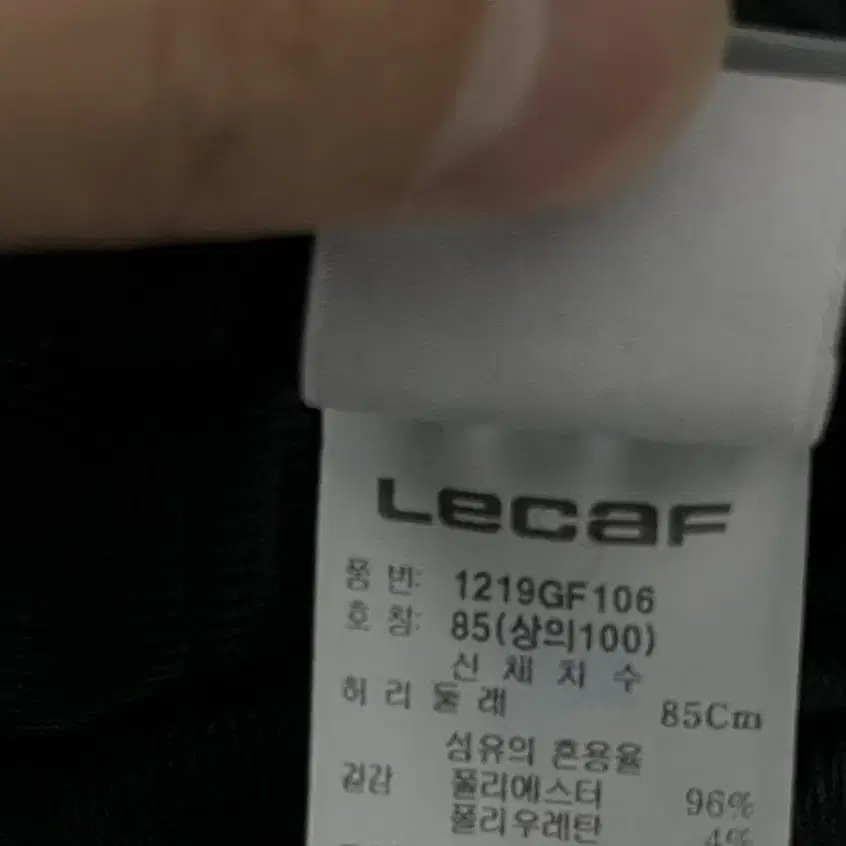 Lecaf
품 번: 1219GF106
호 칭: 85(상의100)
신 체 치 수
허 리 둘 레 85Cm
섬유의 혼용율
겉감 폴리에스터 96%
폴리우레탄 4%